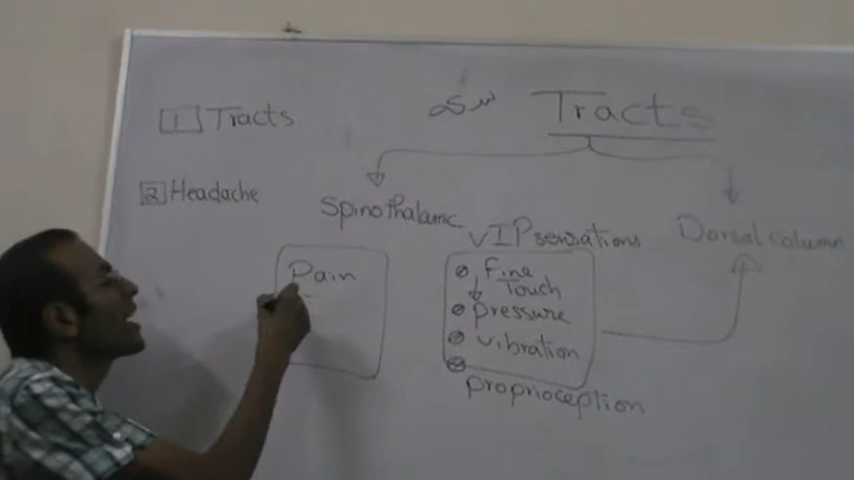 1 Tracts
Tracts
2 Headache
Spinothalamic
VIP sensations
Dorsal column
Pain
Fine
Touch
pressure
vibration
proprioception